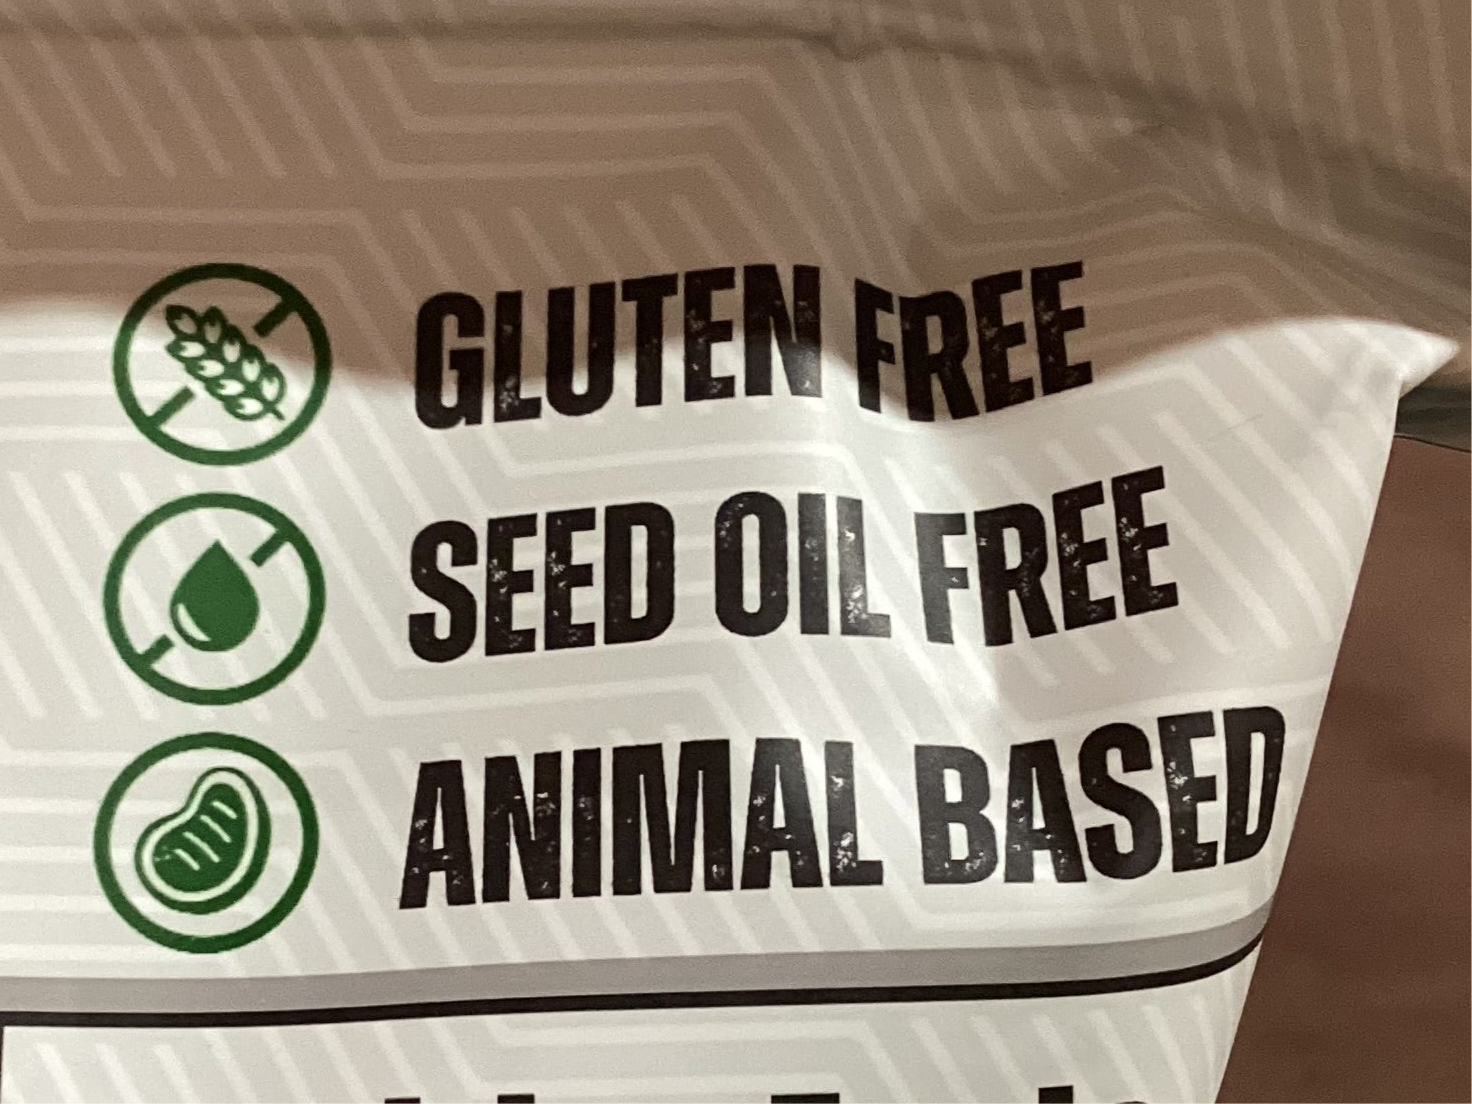 GLUTEN FREE
SEED OIL FREE
ANIMAL BASED